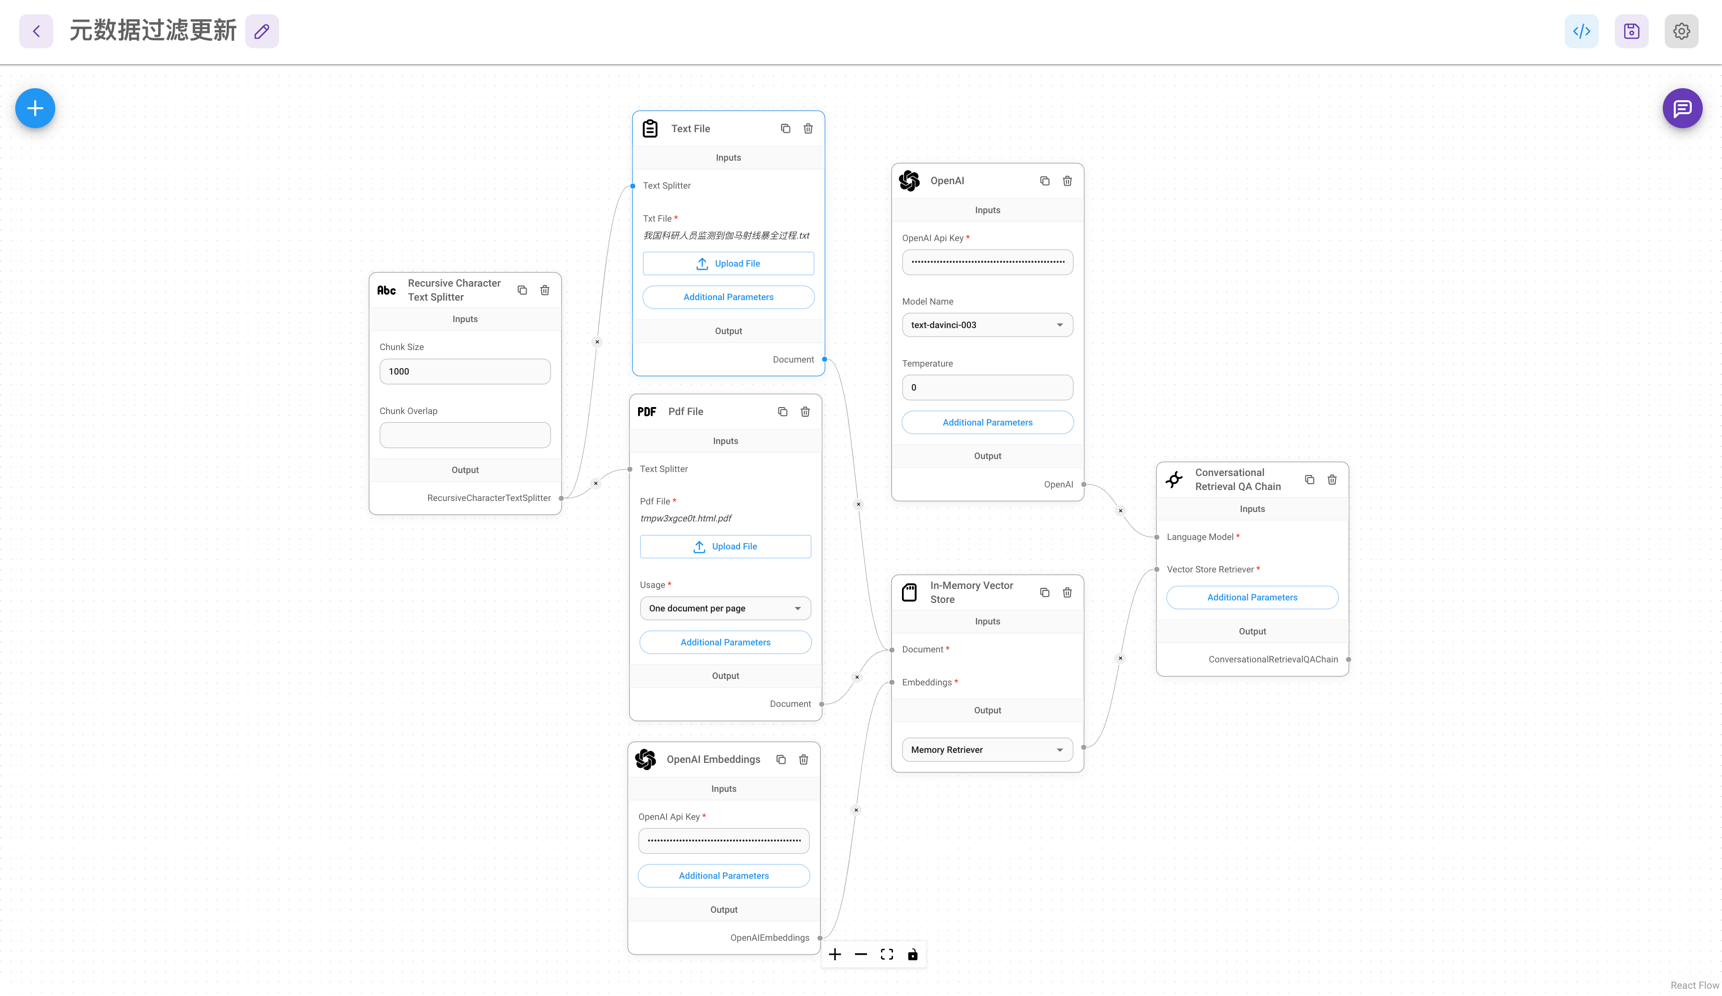 元数据过滤更新
Abc
Recursive Character
Text Splitter
Inputs
Chunk Size
1000
Chunk Overlap
Output
RecursiveCharacterTextSplitter
Text File
Inputs
Text Splitter
Txt File *
我国科研人员监测到伽马射线暴全过程.txt
Upload File
Additional Parameters
Output
Document
PDF
Pdf File
Inputs
Text Splitter
Pdf File *
tmpw3xgce0t.html.pdf
Upload File
Usage *
One document per page
Additional Parameters
Output
Document
OpenAI Embeddings
Inputs
OpenAI Api Key *
Additional Parameters
Output
OpenAIEmbeddings
OpenAI
Inputs
OpenAI Api Key *
Model Name
text-davinci-003
Temperature
0
Additional Parameters
Output
OpenAI
In-Memory Vector
Store
Inputs
Document *
Embeddings *
Output
Memory Retriever
Conversational
Retrieval QA Chain
Inputs
Language Model *
Vector Store Retriever *
Additional Parameters
Output
ConversationalRetrievalQAChain
React Flow